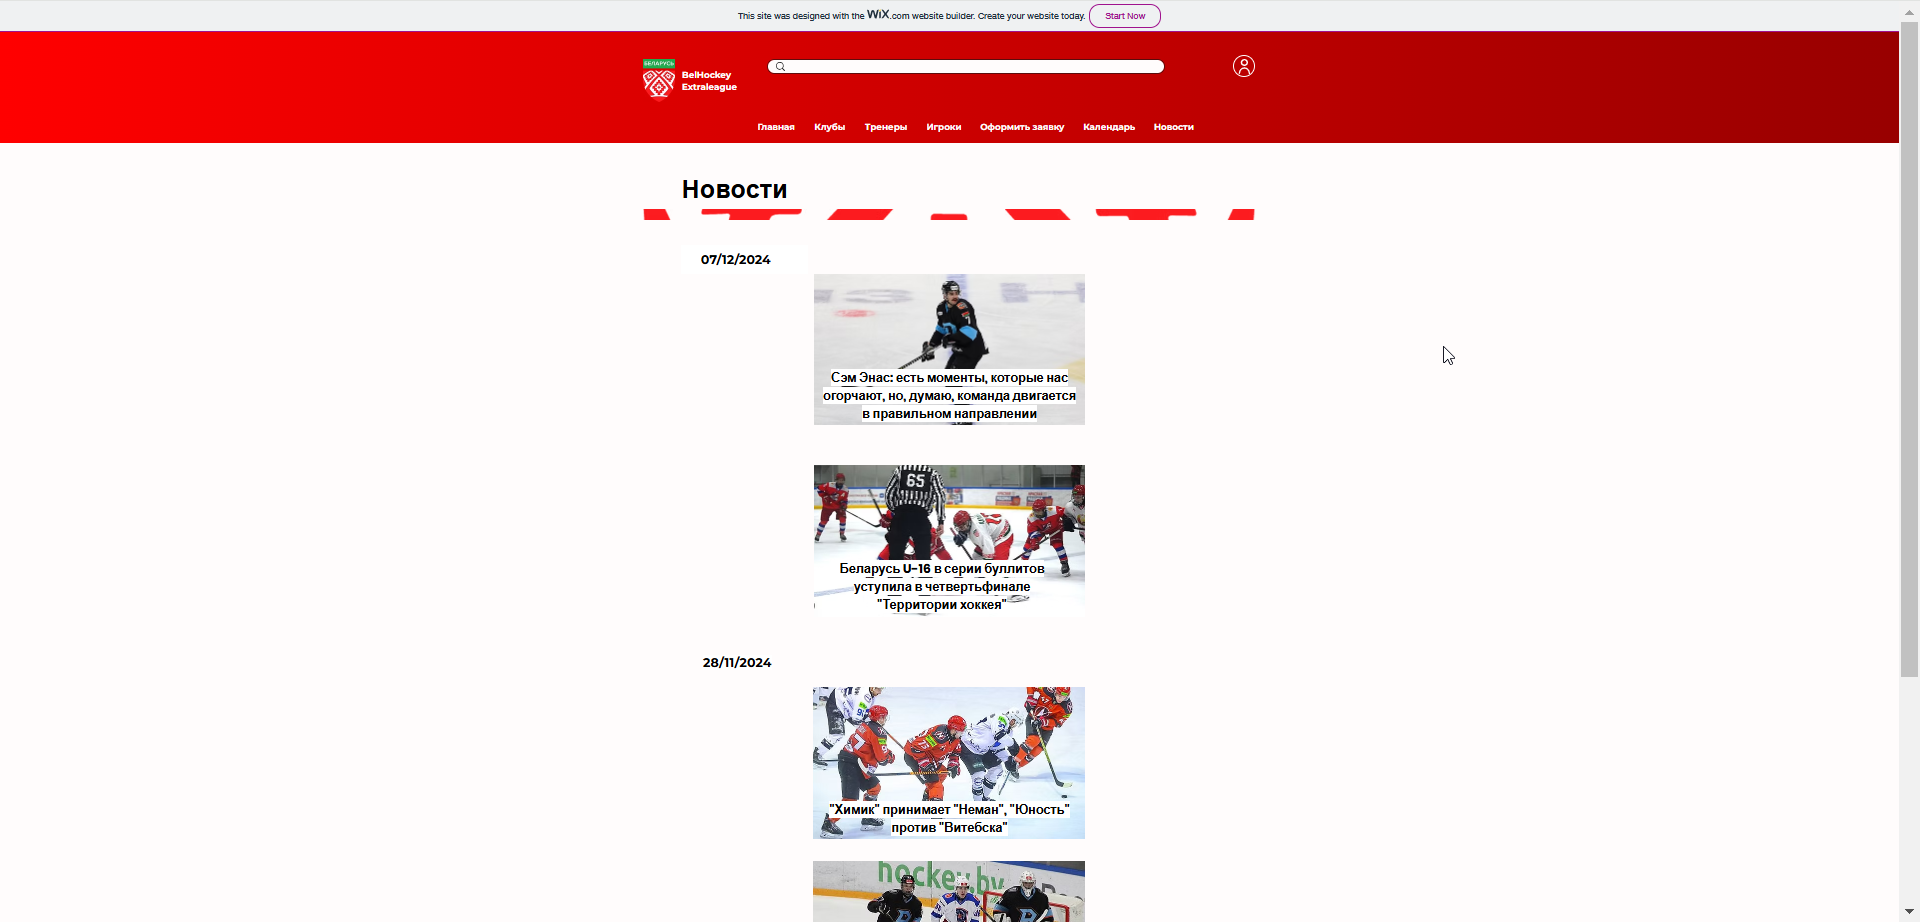 This site was designed with the WiX.com website builder. Create your website today. Start Now
БЕЛАРУСЬ
BelHockey
Extraleague
Главная Клубы Тренеры Игроки Оформить заявку Календарь Новости
Новости
07/12/2024
7
Сэм Энас: есть моменты, которые нас
огорчают, но, думаю, команда двигается
в правильном направлении
65
Беларусь U-16 в серии буллитов
уступила в четвертьфинале
"Территории хоккея"
28/11/2024
"Химик" принимает "Неман", "Юность"
против "Витебска"
hockey.by